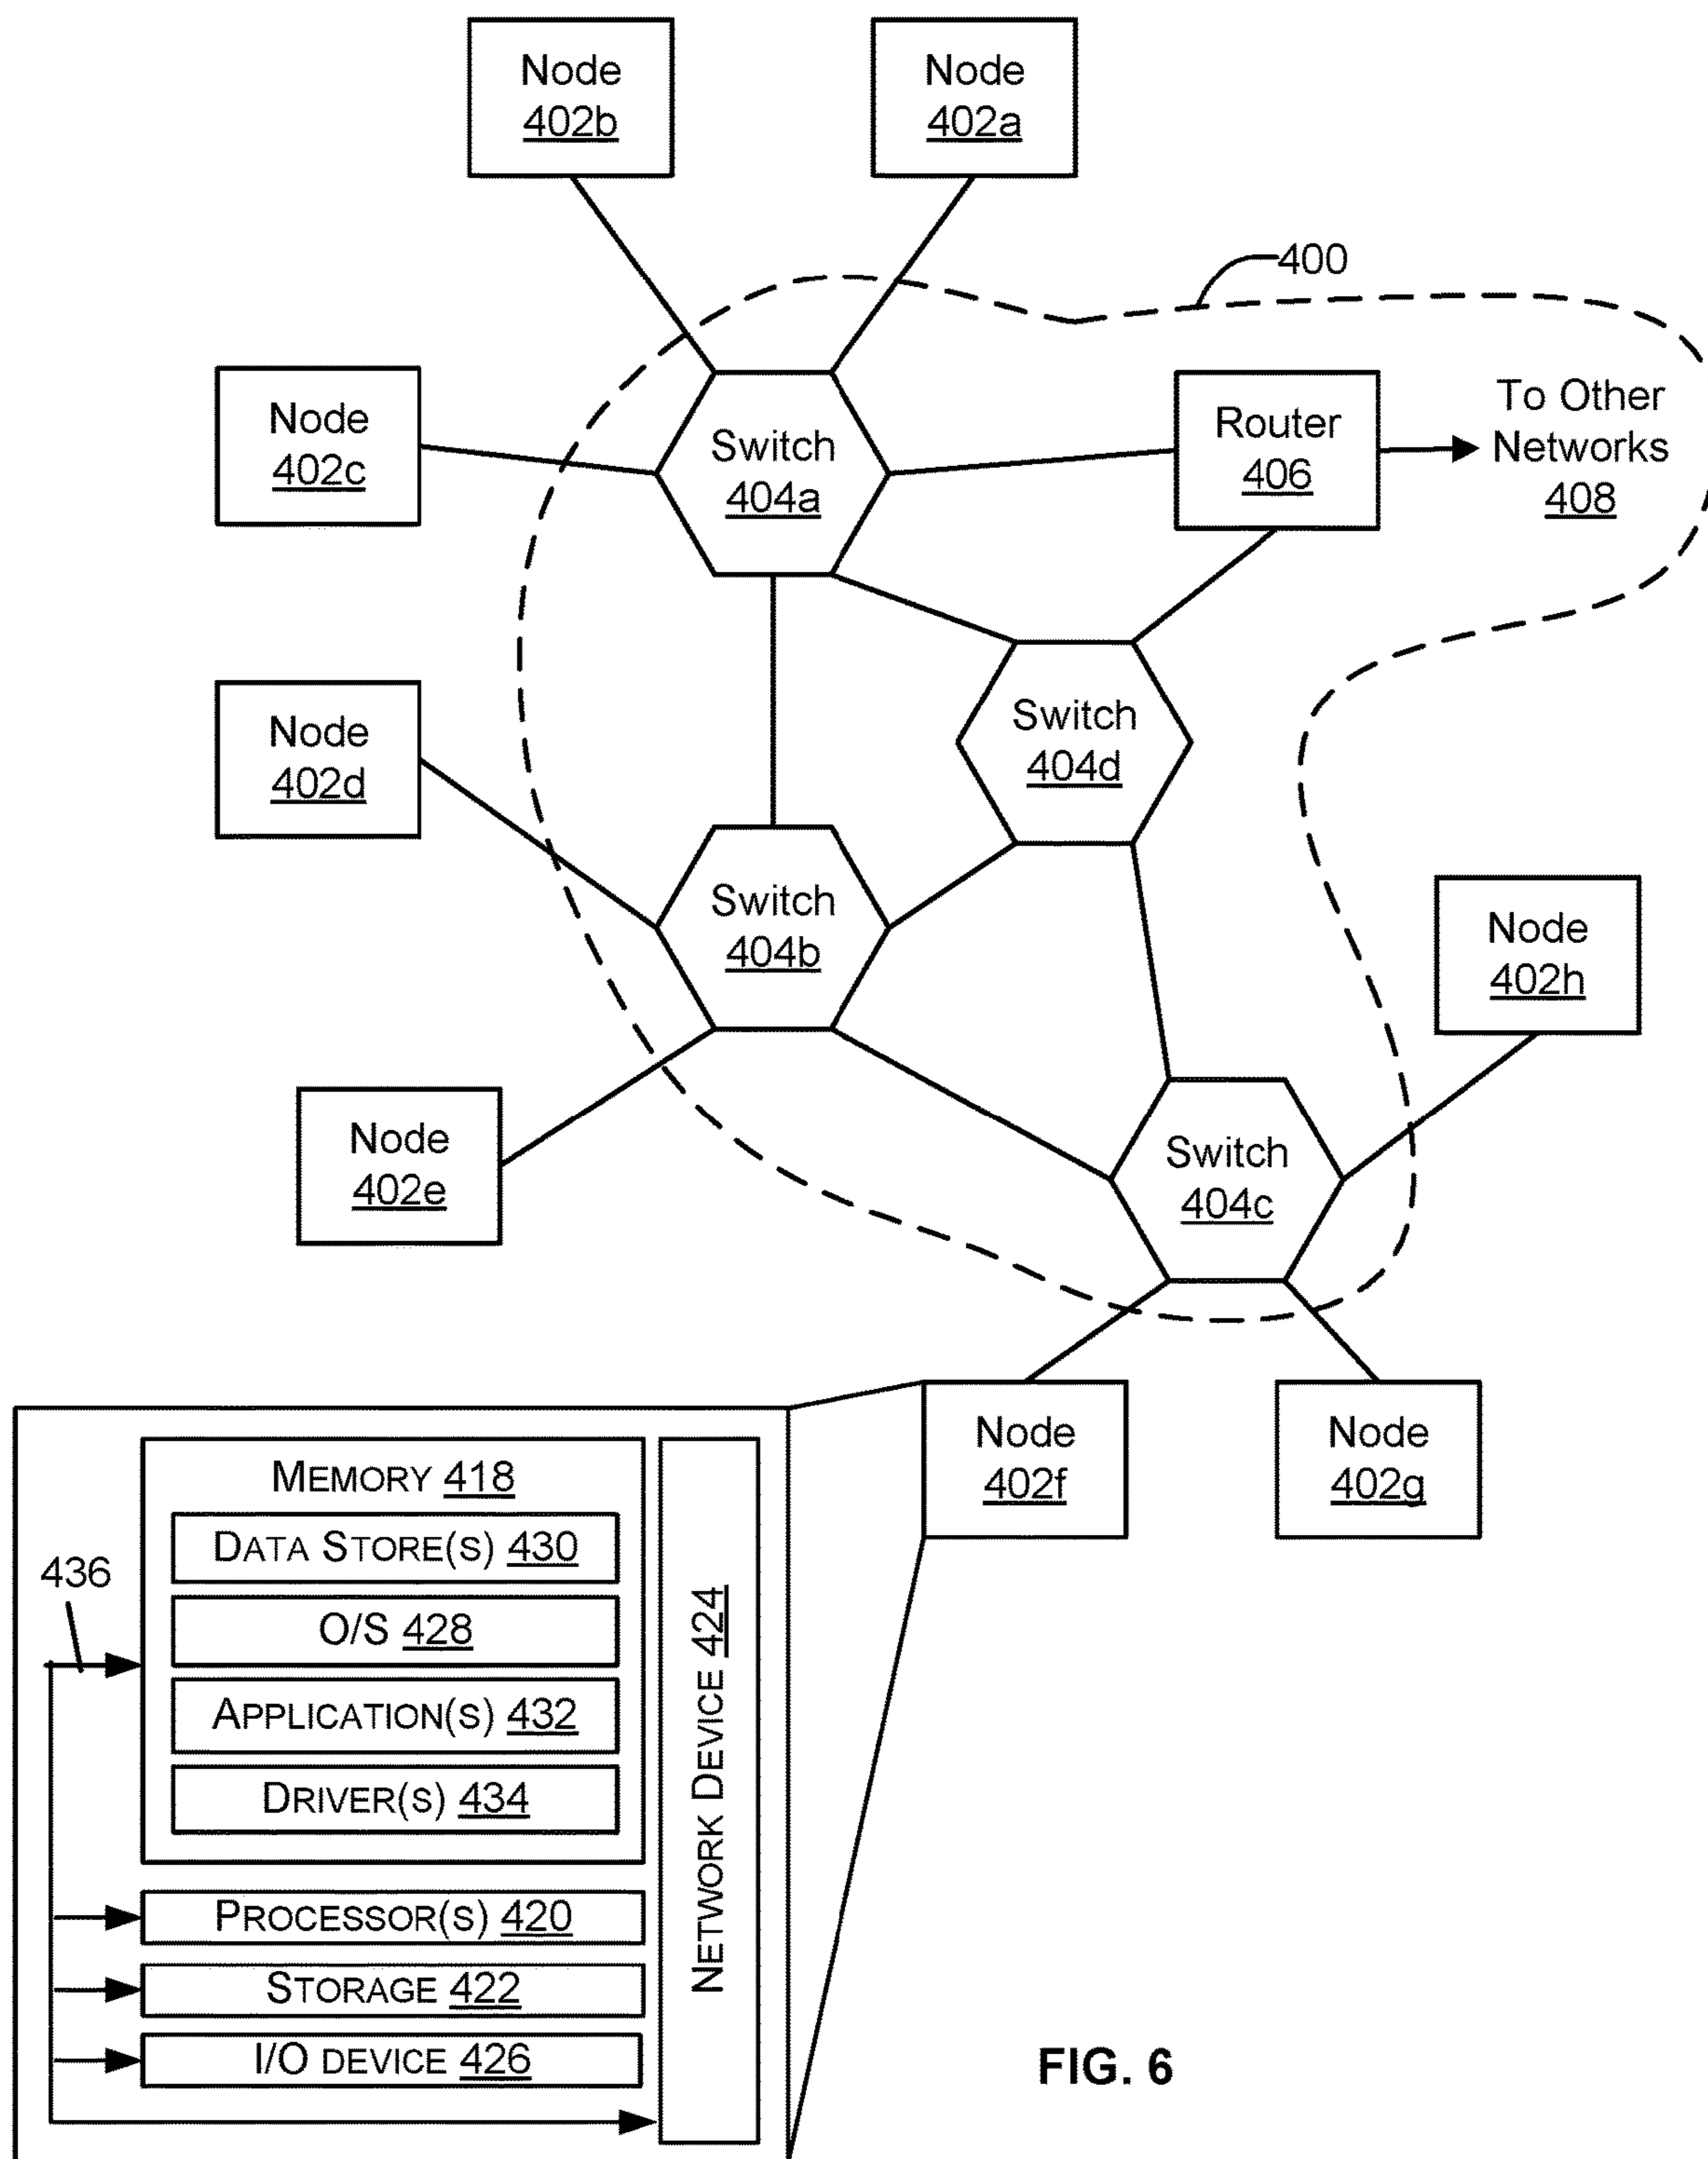 Node
402b
Node
402a
400
Node
402c
Switch
404a
Router
406
To Other
Networks
408
Node
402d
Switch
404d
Switch
404b
Node
402h
Node
402e
Switch
404c
Node
402f
Node
402g
MEMORY 418
DATA STORE(S) 430
436
O/S 428
APPLICATION(S) 432
DRIVER(S) 434
NETWORK DEVICE 424
PROCESSOR(S) 420
STORAGE 422
I/O DEVICE 426
FIG. 6